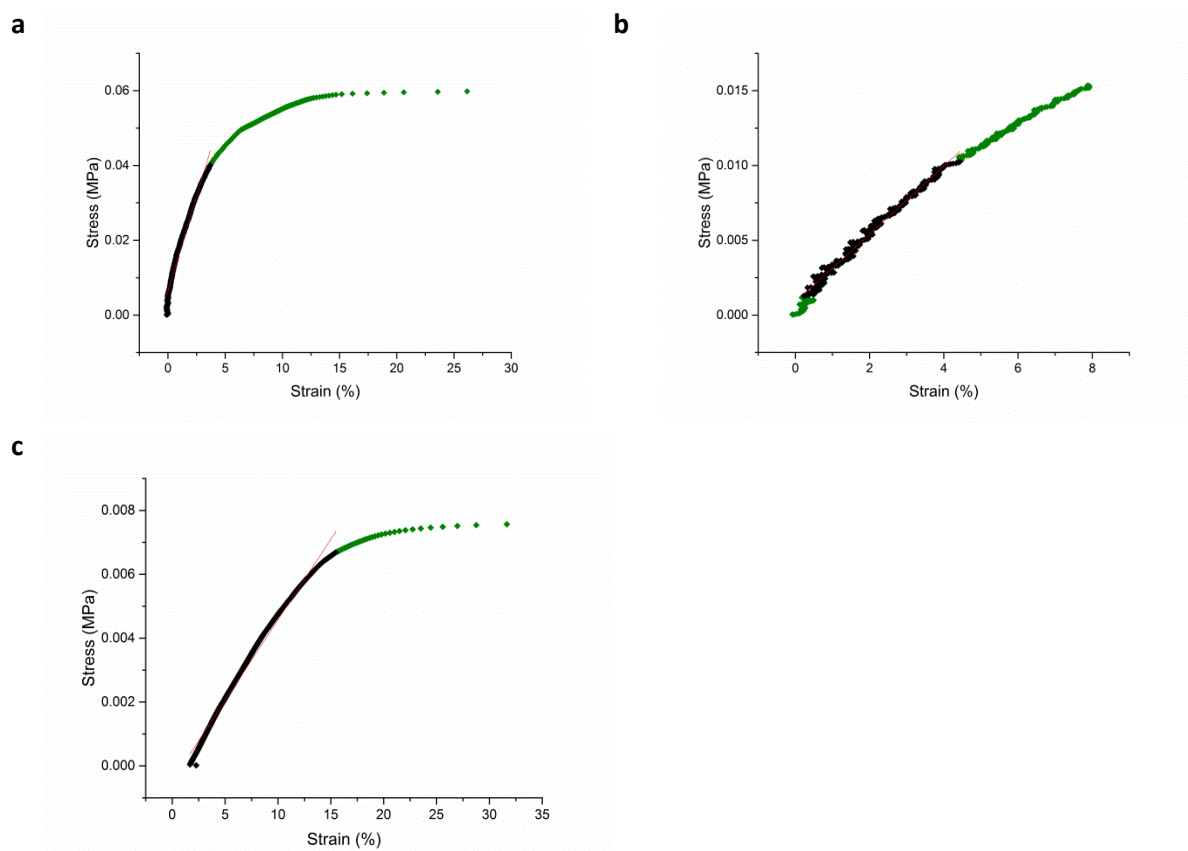 a
0.06
0.04
0.02
0.00
Stress (MPa)
0 5 10 15 20 25 30
Strain (%)
b
0.015
0.010
0.005
0.000
Stress (MPa)
0 2 4 6 8
Strain (%)
c
0.008
0.006
0.004
0.002
0.000
Stress (MPa)
0 5 10 15 20 25 30 35
Strain (%)